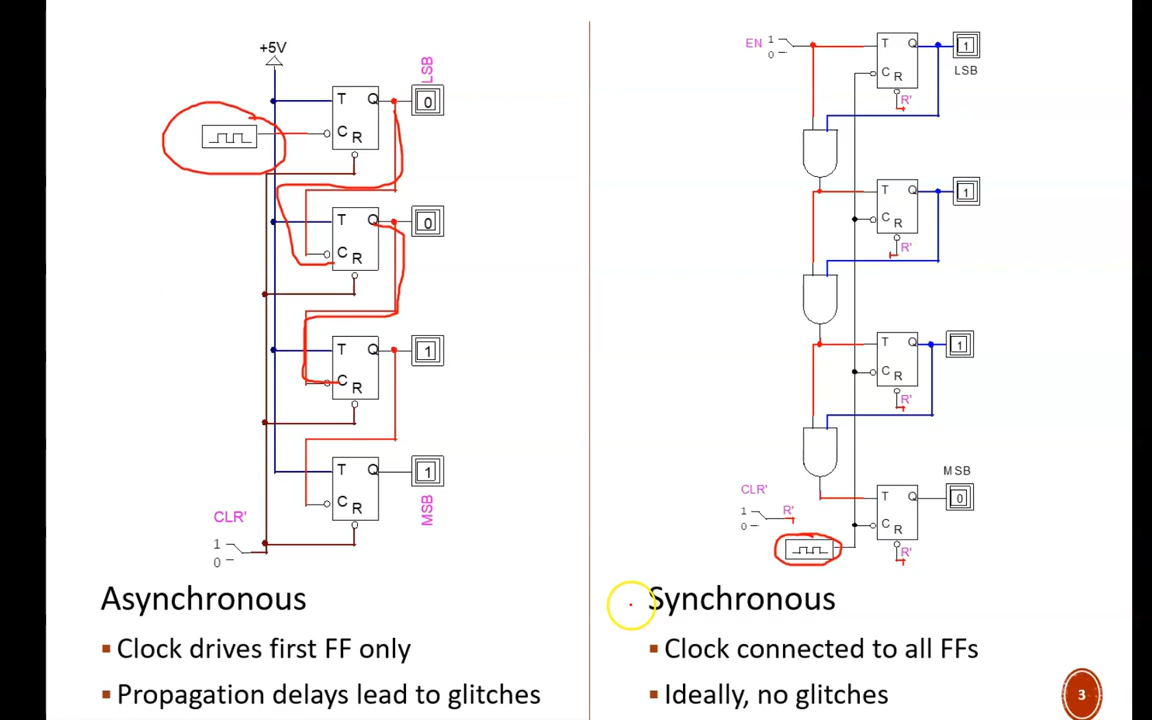 +5V
LSB
T Q 0
C R
T Q 0
C R
T Q 1
C R
T Q 1
C R
MSB
CLR'
1
0
Asynchronous
▪ Clock drives first FF only
▪ Propagation delays lead to glitches
EN 1
0
T Q 1
LSB
C R
R'
T Q 1
C R
R'
T Q 1
C R
R'
MSB
T Q 0
C R
R'
CLR'
1 R'
0
Synchronous
▪ Clock connected to all FFs
▪ Ideally, no glitches
3